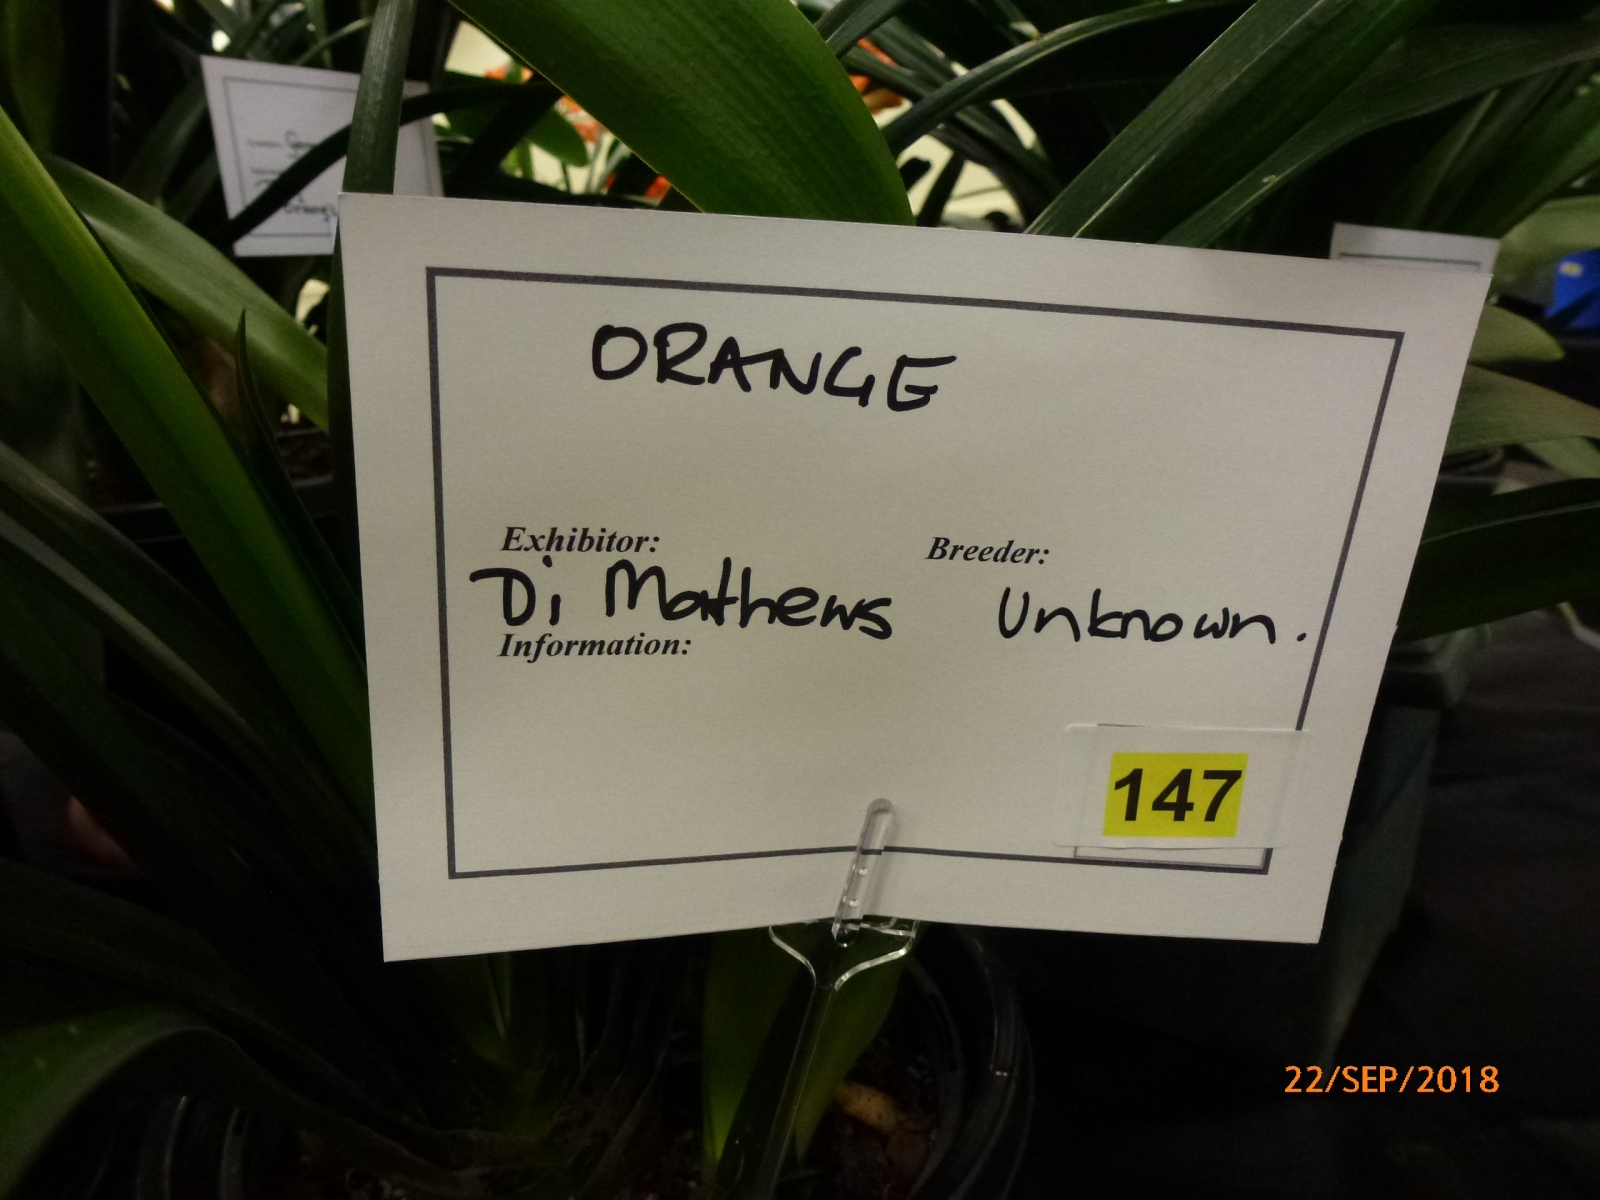 ORANGE
Exhibitor: Breeder:
Di Mathews Unknown.
Information:
147
22/SEP/2018